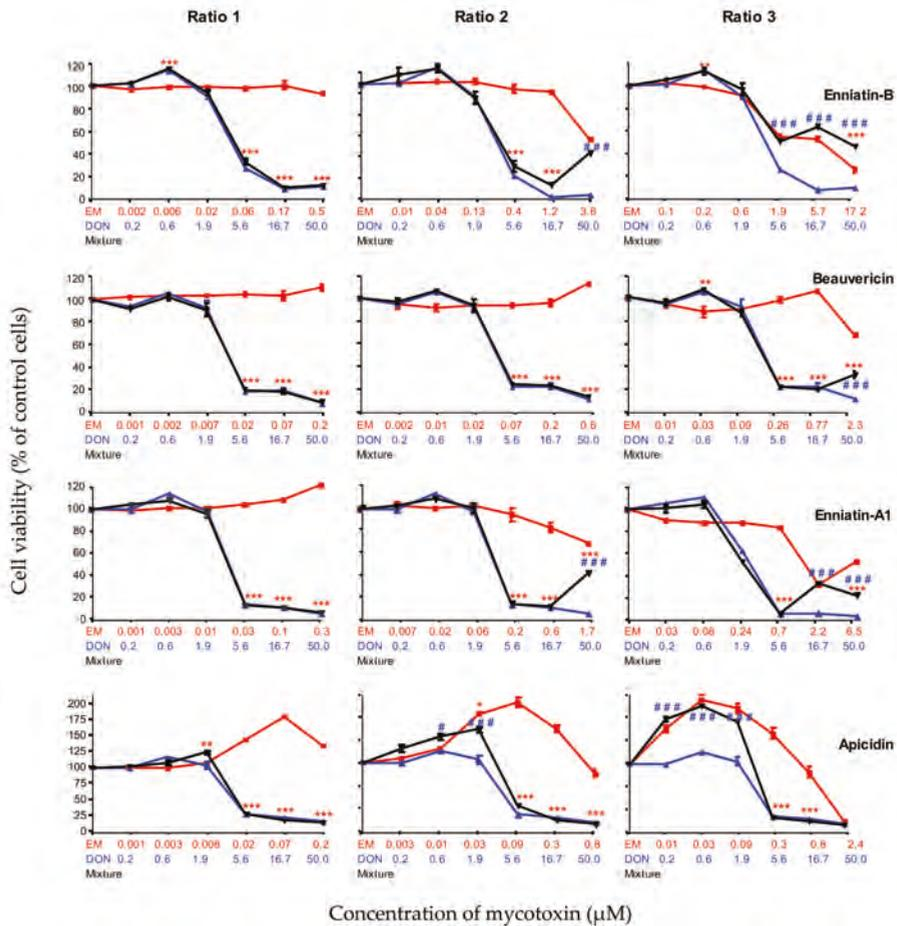 Ratio 1 Ratio 2 Ratio 3
Cell viability (% of control cells)
Enniatin-B
120
100
80
60
40
20
0
*** *** *** ***
*** *** ###
** ### ### ### ***
EM 0.002 0.006 0.02 0.06 0.17 0.5
DON 0.2 0.6 1.9 5.6 16.7 50.0
Mixture
EM 0.01 0.04 0.13 0.4 1.2 3.6
DON 0.2 0.6 1.9 5.6 16.7 50.0
Mixture
EM 0.1 0.2 0.6 1.9 5.7 17.2
DON 0.2 0.6 1.9 5.6 16.7 50.0
Mixture
Beauvericin
120
100
80
60
40
20
0
*** *** ***
*** *** ***
** *** *** *** ###
EM 0.001 0.002 0.007 0.02 0.07 0.2
DON 0.2 0.6 1.9 5.6 16.7 50.0
Mixture
EM 0.002 0.01 0.02 0.07 0.2 0.6
DON 0.2 0.6 1.9 5.6 16.7 50.0
Mixture
EM 0.01 0.03 0.09 0.26 0.77 2.3
DON 0.2 0.6 1.9 5.6 16.7 50.0
Mixture
Enniatin-A1
120
100
80
60
40
20
0
*** *** ***
*** *** *** ###
*** ### ### ***
EM 0.001 0.003 0.01 0.03 0.1 0.3
DON 0.2 0.6 1.9 5.6 16.7 50.0
Mixture
EM 0.007 0.02 0.06 0.2 0.6 1.7
DON 0.2 0.6 1.9 5.6 16.7 50.0
Mixture
EM 0.03 0.08 0.24 0.7 2.2 6.5
DON 0.2 0.6 1.9 5.6 16.7 50.0
Mixture
Apicidin
200
175
150
125
100
75
50
25
0
** *** *** ***
# * ### *** *** ***
### ### ### *** ***
EM 0.001 0.003 0.008 0.02 0.07 0.2
DON 0.2 0.6 1.9 5.6 16.7 50.0
Mixture
EM 0.003 0.01 0.03 0.09 0.3 0.8
DON 0.2 0.6 1.9 5.6 16.7 50.0
Mixture
EM 0.01 0.03 0.09 0.3 0.8 2.4
DON 0.2 0.6 1.9 5.6 16.7 50.0
Mixture
Concentration of mycotoxin (µM)